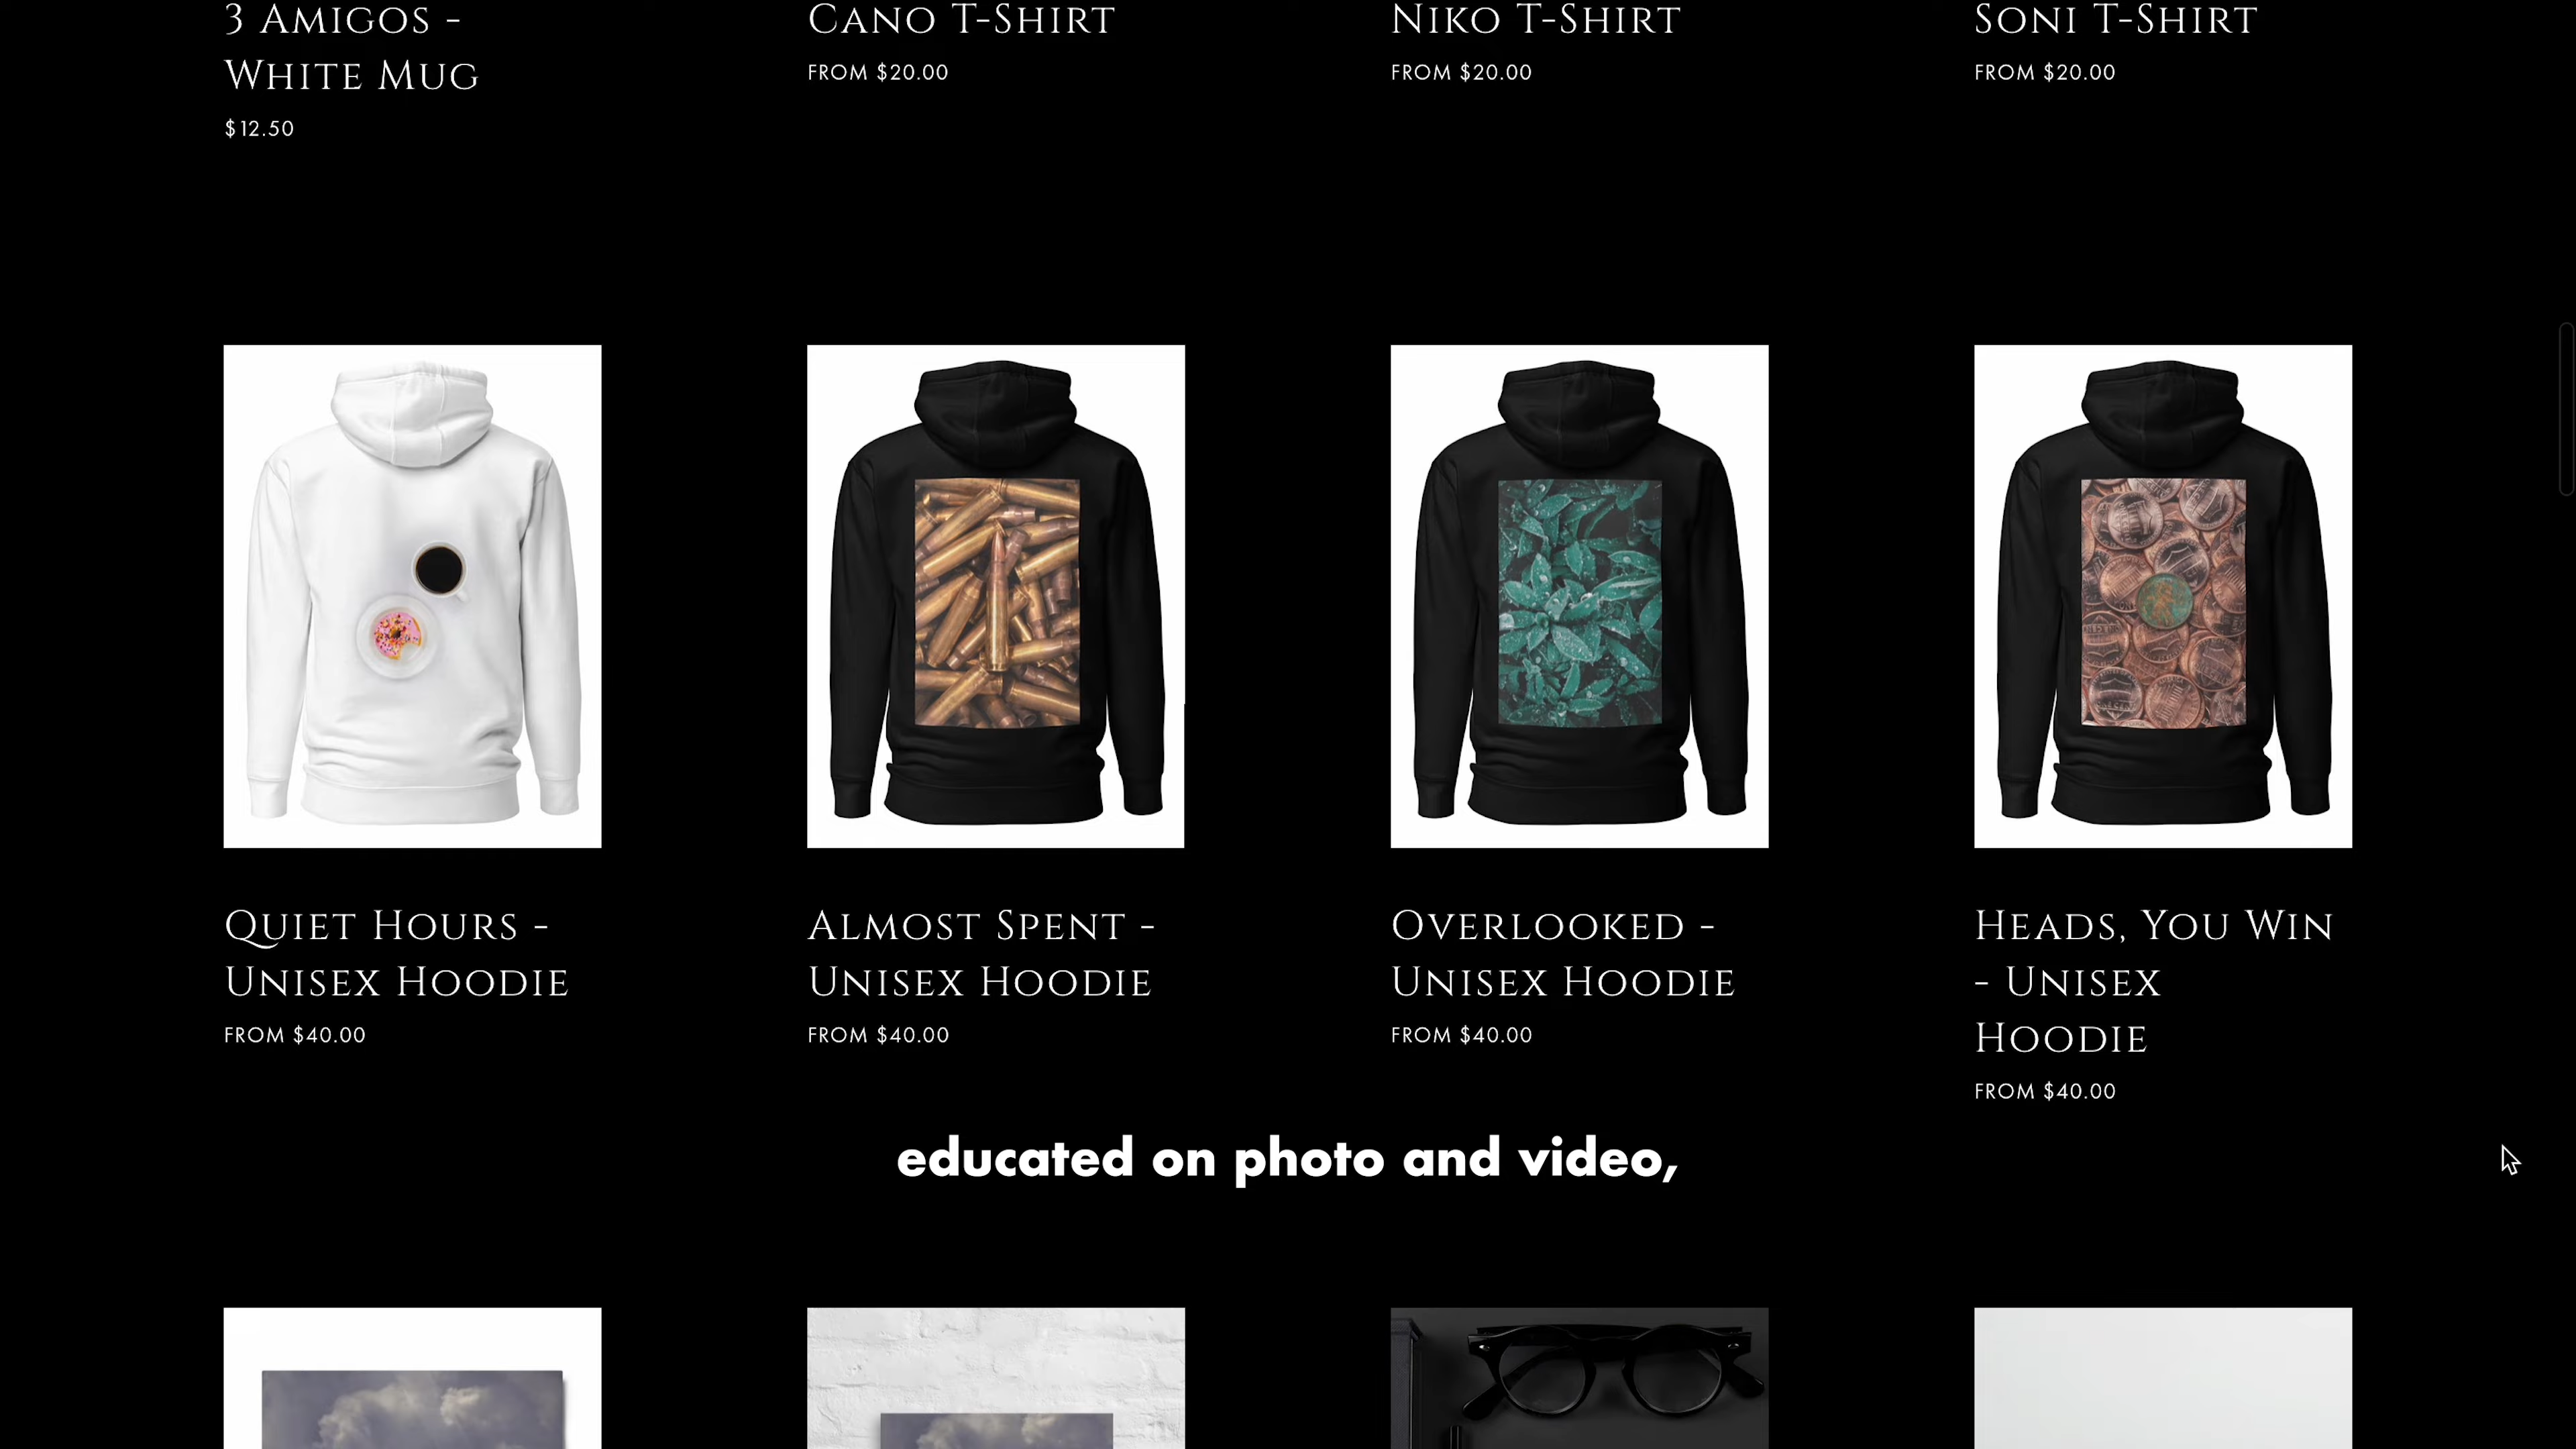 3 Amigos -
White Mug
$12.50
Cano T-Shirt
FROM $20.00
Niko T-Shirt
FROM $20.00
Soni T-Shirt
FROM $20.00
Quiet Hours -
Unisex Hoodie
FROM $40.00
Almost Spent -
Unisex Hoodie
FROM $40.00
Overlooked -
Unisex Hoodie
FROM $40.00
Heads, You Win
- Unisex
Hoodie
FROM $40.00
educated on photo and video,